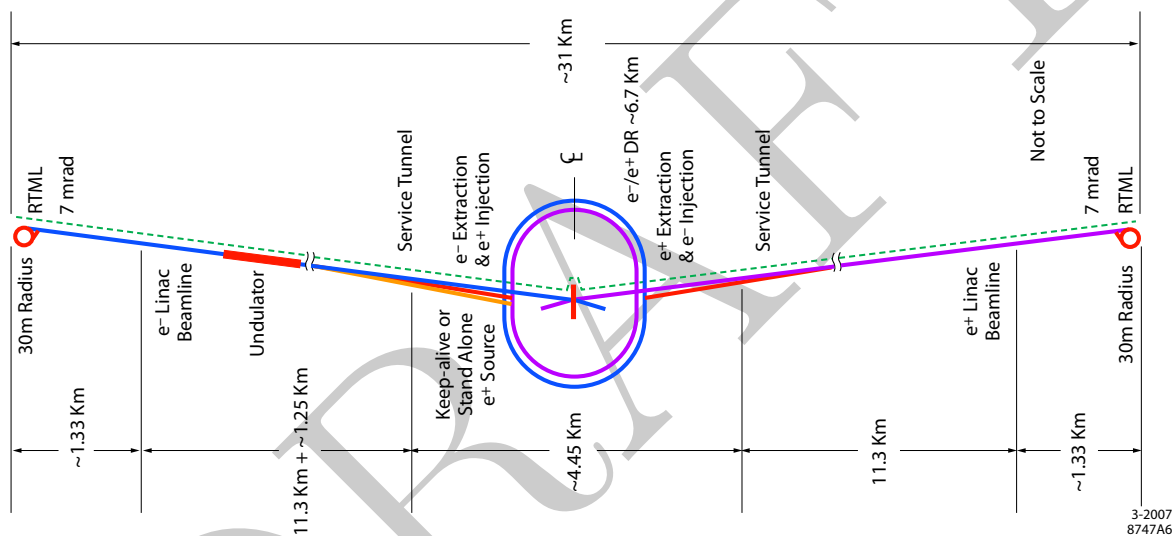 ~31 Km
RTML
7 mrad
Service Tunnel
e⁻ Extraction
& e⁺ Injection
℄
e⁻/e⁺ DR ~6.7 Km
e⁺ Extraction
& e⁻ Injection
Service Tunnel
Not to Scale
7 mrad
RTML
30m Radius
e⁻ Linac
Beamline
Undulator
Keep-alive or
Stand Alone
e⁺ Source
e⁺ Linac
Beamline
30m Radius
~1.33 Km
11.3 Km + ~ 1.25 Km
~4.45 Km
11.3 Km
~1.33 Km
3-2007
8747A6